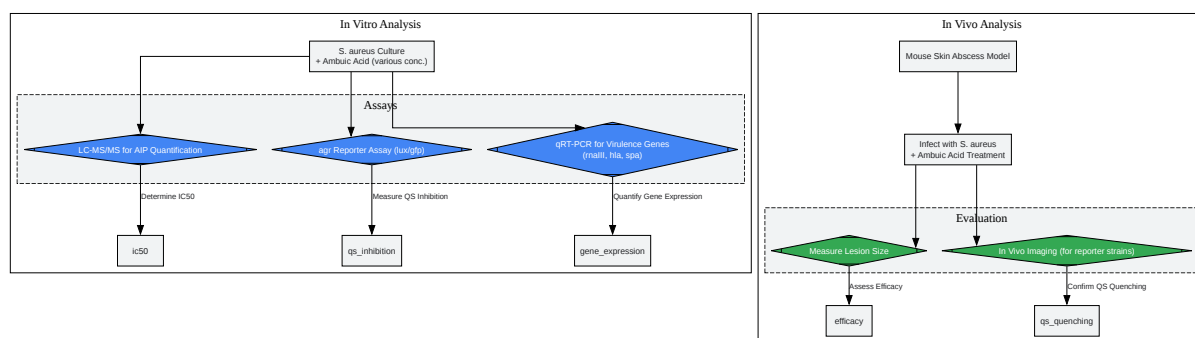 In Vitro Analysis
S. aureus Culture
+ Ambuic Acid (various conc.)
Assays
LC-MS/MS for AIP Quantification
agr Reporter Assay (lux/gfp)
qRT-PCR for Virulence Genes
(rnaIII, hla, spa)
Determine IC50
Measure QS Inhibition
Quantify Gene Expression
ic50
qs_inhibition
gene_expression
In Vivo Analysis
Mouse Skin Abscess Model
Infect with S. aureus
+ Ambuic Acid Treatment
Evaluation
Measure Lesion Size
In Vivo Imaging (for reporter strains)
Assess Efficacy
Confirm QS Quenching
efficacy
qs_quenching